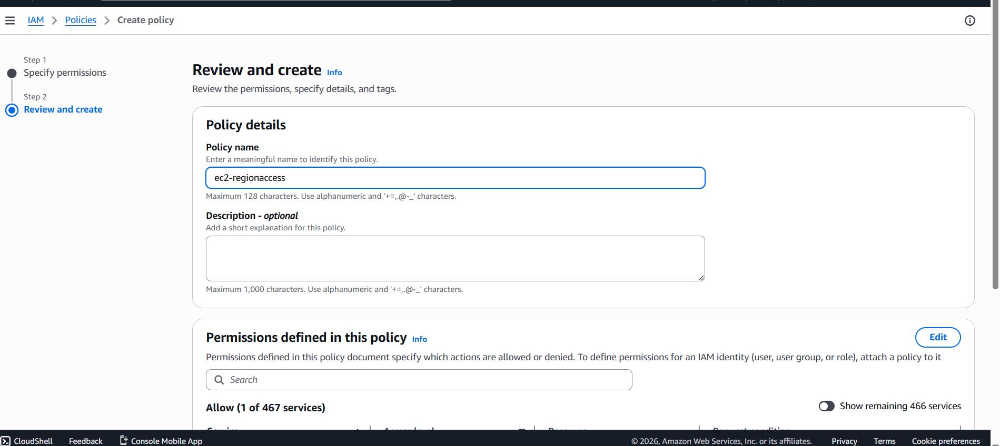 IAM > Policies > Create policy
Step 1
Specify permissions
Step 2
Review and create
Review and create Info
Review the permissions, specify details, and tags.
Policy details
Policy name
Enter a meaningful name to identify this policy.
ec2-regionaccess
Maximum 128 characters. Use alphanumeric and '+=,.@-_' characters.
Description - optional
Add a short explanation for this policy.
Maximum 1,000 characters. Use alphanumeric and '+=,.@-_' characters.
Permissions defined in this policy Info
Edit
Permissions defined in this policy document specify which actions are allowed or denied. To define permissions for an IAM identity (user, user group, or role), attach a policy to it
Search
Allow (1 of 467 services)
Show remaining 466 services
CloudShell Feedback Console Mobile App © 2026, Amazon Web Services, Inc. or its affiliates. Privacy Terms Cookie preferences